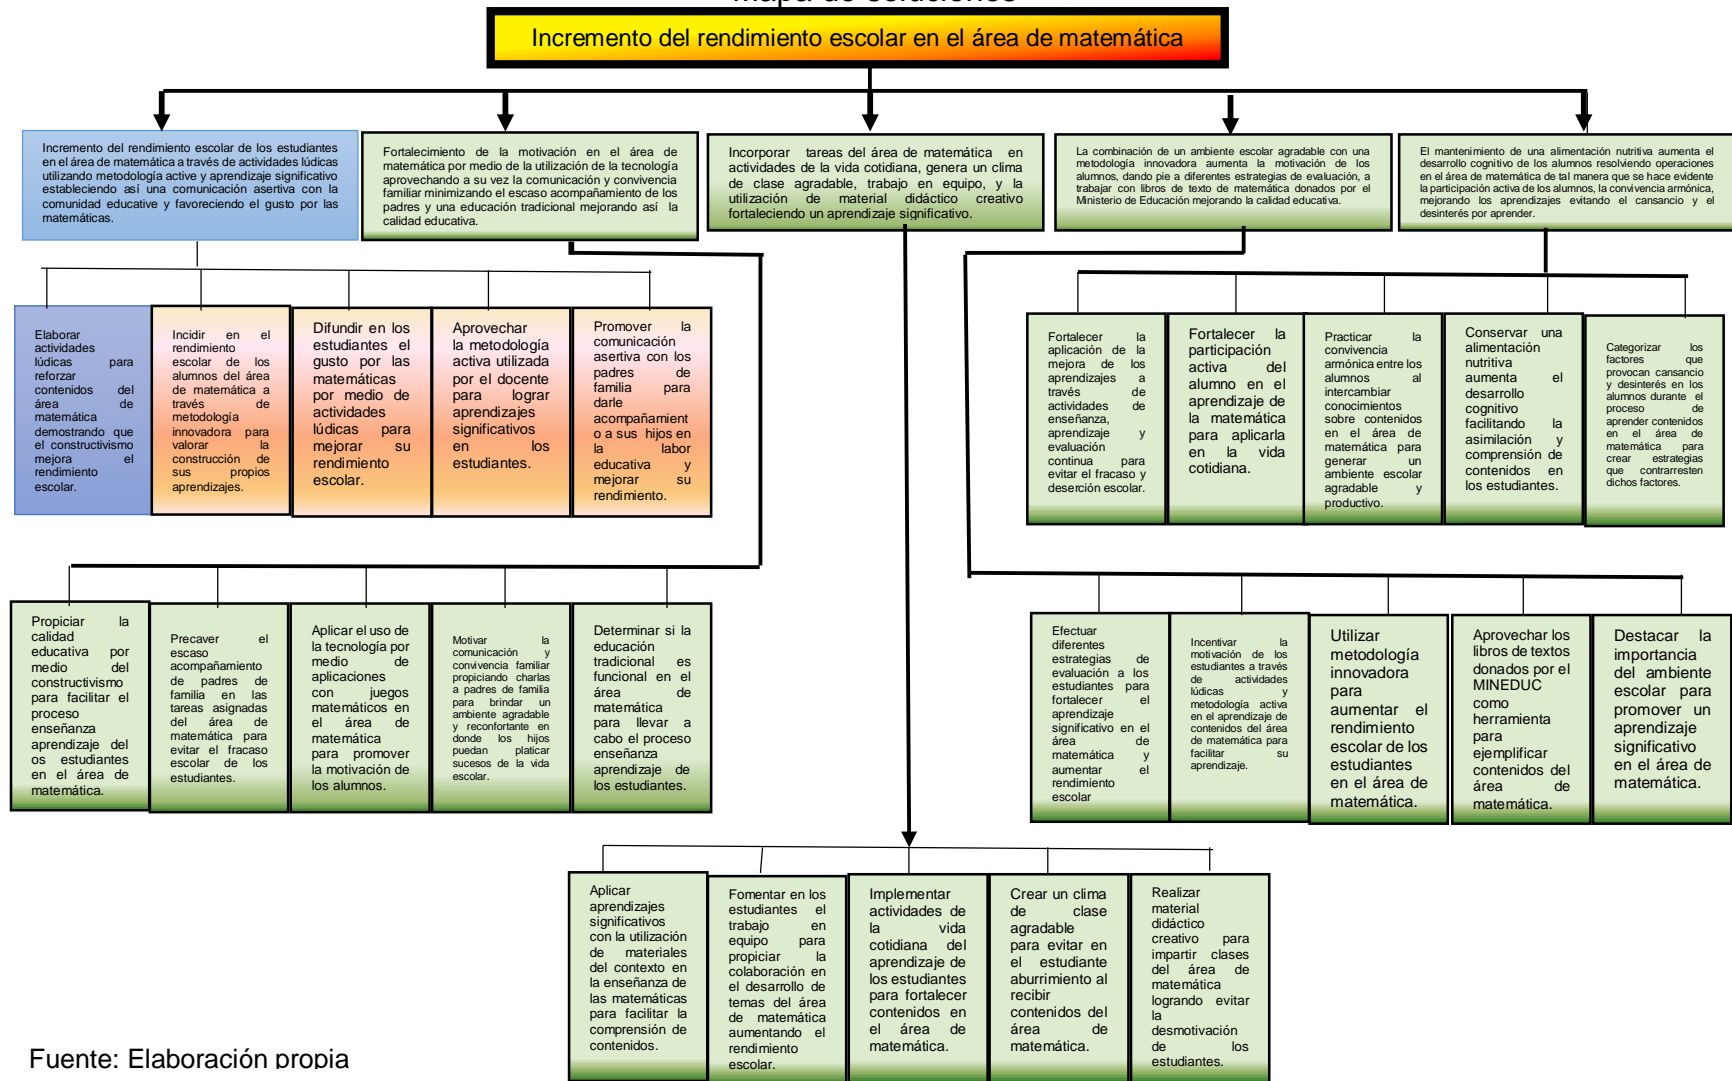 Mapa de soluciones
Incremento del rendimiento escolar en el área de matemática
Incremento del rendimiento escolar de los estudiantes
en el área de matemática a través de actividades lúdicas
utilizando metodología active y aprendizaje significativo
estableciendo así una comunicación asertiva con la
comunidad educative y favoreciendo el gusto por las
matemáticas.
Fortalecimiento de la motivación en el área de
matemática por medio de la utilización de la tecnología
aprovechando a su vez la comunicación y convivencia
familiar minimizando el escaso acompañamiento de los
padres y una educación tradicional mejorando así la
calidad educativa.
Incorporar tareas del área de matemática en
actividades de la vida cotidiana, genera un clima
de clase agradable, trabajo en equipo, y la
utilización de material didáctico creativo
fortaleciendo un aprendizaje significativo.
La combinación de un ambiente escolar agradable con una
metodología innovadora aumenta la motivación de los
alumnos, dando pie a diferentes estrategias de evaluación, a
trabajar con libros de texto de matemática donados por el
Ministerio de Educación mejorando la calidad educativa.
El mantenimiento de una alimentación nutritiva aumenta el
desarrollo cognitivo de los alumnos resolviendo operaciones
en el área de matemática de tal manera que se hace evidente
la participación activa de los alumnos, la convivencia armónica,
mejorando los aprendizajes evitando el cansancio y el
desinterés por aprender.
Elaborar
actividades
lúdicas para
reforzar
contenidos del
área de
matemática
demostrando que
el constructivismo
mejora el
rendimiento
escolar.
Incidir en el
rendimiento
escolar de los
alumnos del área
de matemática a
través de
metodología
innovadora para
valorar la
construcción de
sus propios
aprendizajes.
Difundir en los
estudiantes el
gusto por las
matemáticas
por medio de
actividades
lúdicas para
mejorar su
rendimiento
escolar.
Aprovechar
la metodología
activa utilizada
por el docente
para lograr
aprendizajes
significativos
en los
estudiantes.
Promover la
comunicación
asertiva con los
padres de
familia para
darle
acompañamient
o a sus hijos en
la labor
educativa y
mejorar su
rendimiento.
Fortalecer la
aplicación de la
mejora de los
aprendizajes a
través de
actividades de
enseñanza,
aprendizaje y
evaluación
continua para
evitar el fracaso y
deserción escolar.
Fortalecer la
participación
activa del
alumno en el
aprendizaje de
la matemática
para aplicarla
en la vida
cotidiana.
Practicar la
convivencia
armónica entre los
alumnos al
intercambiar
conocimientos
sobre contenidos
en el área de
matemática para
generar un
ambiente escolar
agradable y
productivo.
Conservar una
alimentación
nutritiva
aumenta el
desarrollo
cognitivo
facilitando la
asimilación y
comprensión de
contenidos en
los estudiantes.
Categorizar los
factores que
provocan cansancio
y desinterés en los
alumnos durante el
proceso de
aprender contenidos
en el área de
matemática para
crear estrategias
que contrarresten
dichos factores.
Propiciar la
calidad
educativa por
medio del
constructivismo
para facilitar el
proceso
enseñanza
aprendizaje del
os estudiantes
en el área de
matemática.
Precaver el
escaso
acompañamiento
de padres de
familia en las
tareas asignadas
del área de
matemática para
evitar el fracaso
escolar de los
estudiantes.
Aplicar el uso de
la tecnología por
medio de
aplicaciones
con juegos
matemáticos en
el área de
matemática
para promover
la motivación de
los alumnos.
Motivar la
comunicación y
convivencia familiar
propiciando charlas
a padres de familia
para brindar un
ambiente agradable
y reconfortante en
donde los hijos
puedan platicar
sucesos de la vida
escolar.
Determinar si la
educación
tradicional es
funcional en el
área de
matemática
para llevar a
cabo el proceso
enseñanza
aprendizaje de
los estudiantes.
Efectuar
diferentes
estrategias de
evaluación a los
estudiantes para
fortalecer el
aprendizaje
significativo en el
área de
matemática y
aumentar el
rendimiento
escolar
Incentivar la
motivación de los
estudiantes a través
de actividades
lúdicas y
metodología activa
en el aprendizaje de
contenidos del área
de matemática para
facilitar su
aprendizaje.
Utilizar
metodología
innovadora
para
aumentar el
rendimiento
escolar de los
estudiantes
en el área de
matemática.
Aprovechar los
libros de textos
donados por el
MINEDUC
como
herramienta
para
ejemplificar
contenidos del
área de
matemática.
Destacar la
importancia
del ambiente
escolar para
promover un
aprendizaje
significativo
en el área de
matemática.
Aplicar
aprendizajes
significativos
con la utilización
de materiales
del contexto en
la enseñanza de
las matemáticas
para facilitar la
comprensión de
contenidos.
Fomentar en los
estudiantes el
trabajo en
equipo para
propiciar la
colaboración en
el desarrollo de
temas del área
de matemática
aumentando el
rendimiento
escolar.
Implementar
actividades de
la vida
cotidiana del
aprendizaje de
los estudiantes
para fortalecer
contenidos en
el área de
matemática.
Crear un clima
de clase
agradable
para evitar en
el estudiante
aburrimiento al
recibir
contenidos del
área de
matemática.
Realizar
material
didáctico
creativo para
impartir clases
del área de
matemática
logrando evitar
la
desmotivación
de los
estudiantes.
Fuente: Elaboración propia